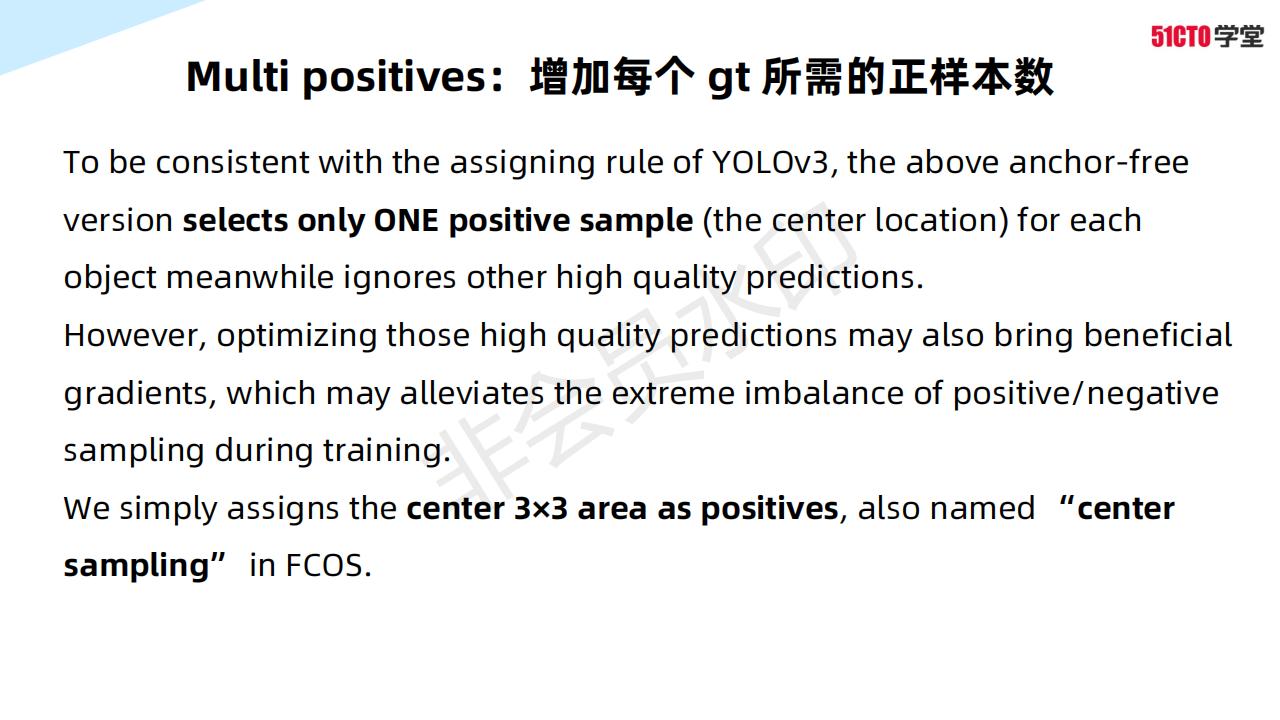 51CTO学堂
Multi positives：增加每个 gt 所需的正样本数
To be consistent with the assigning rule of YOLOv3, the above anchor-free
version selects only ONE positive sample (the center location) for each
object meanwhile ignores other high quality predictions.
However, optimizing those high quality predictions may also bring beneficial
gradients, which may alleviates the extreme imbalance of positive/negative
sampling during training.
We simply assigns the center 3×3 area as positives, also named “center
sampling” in FCOS.
非会员水印